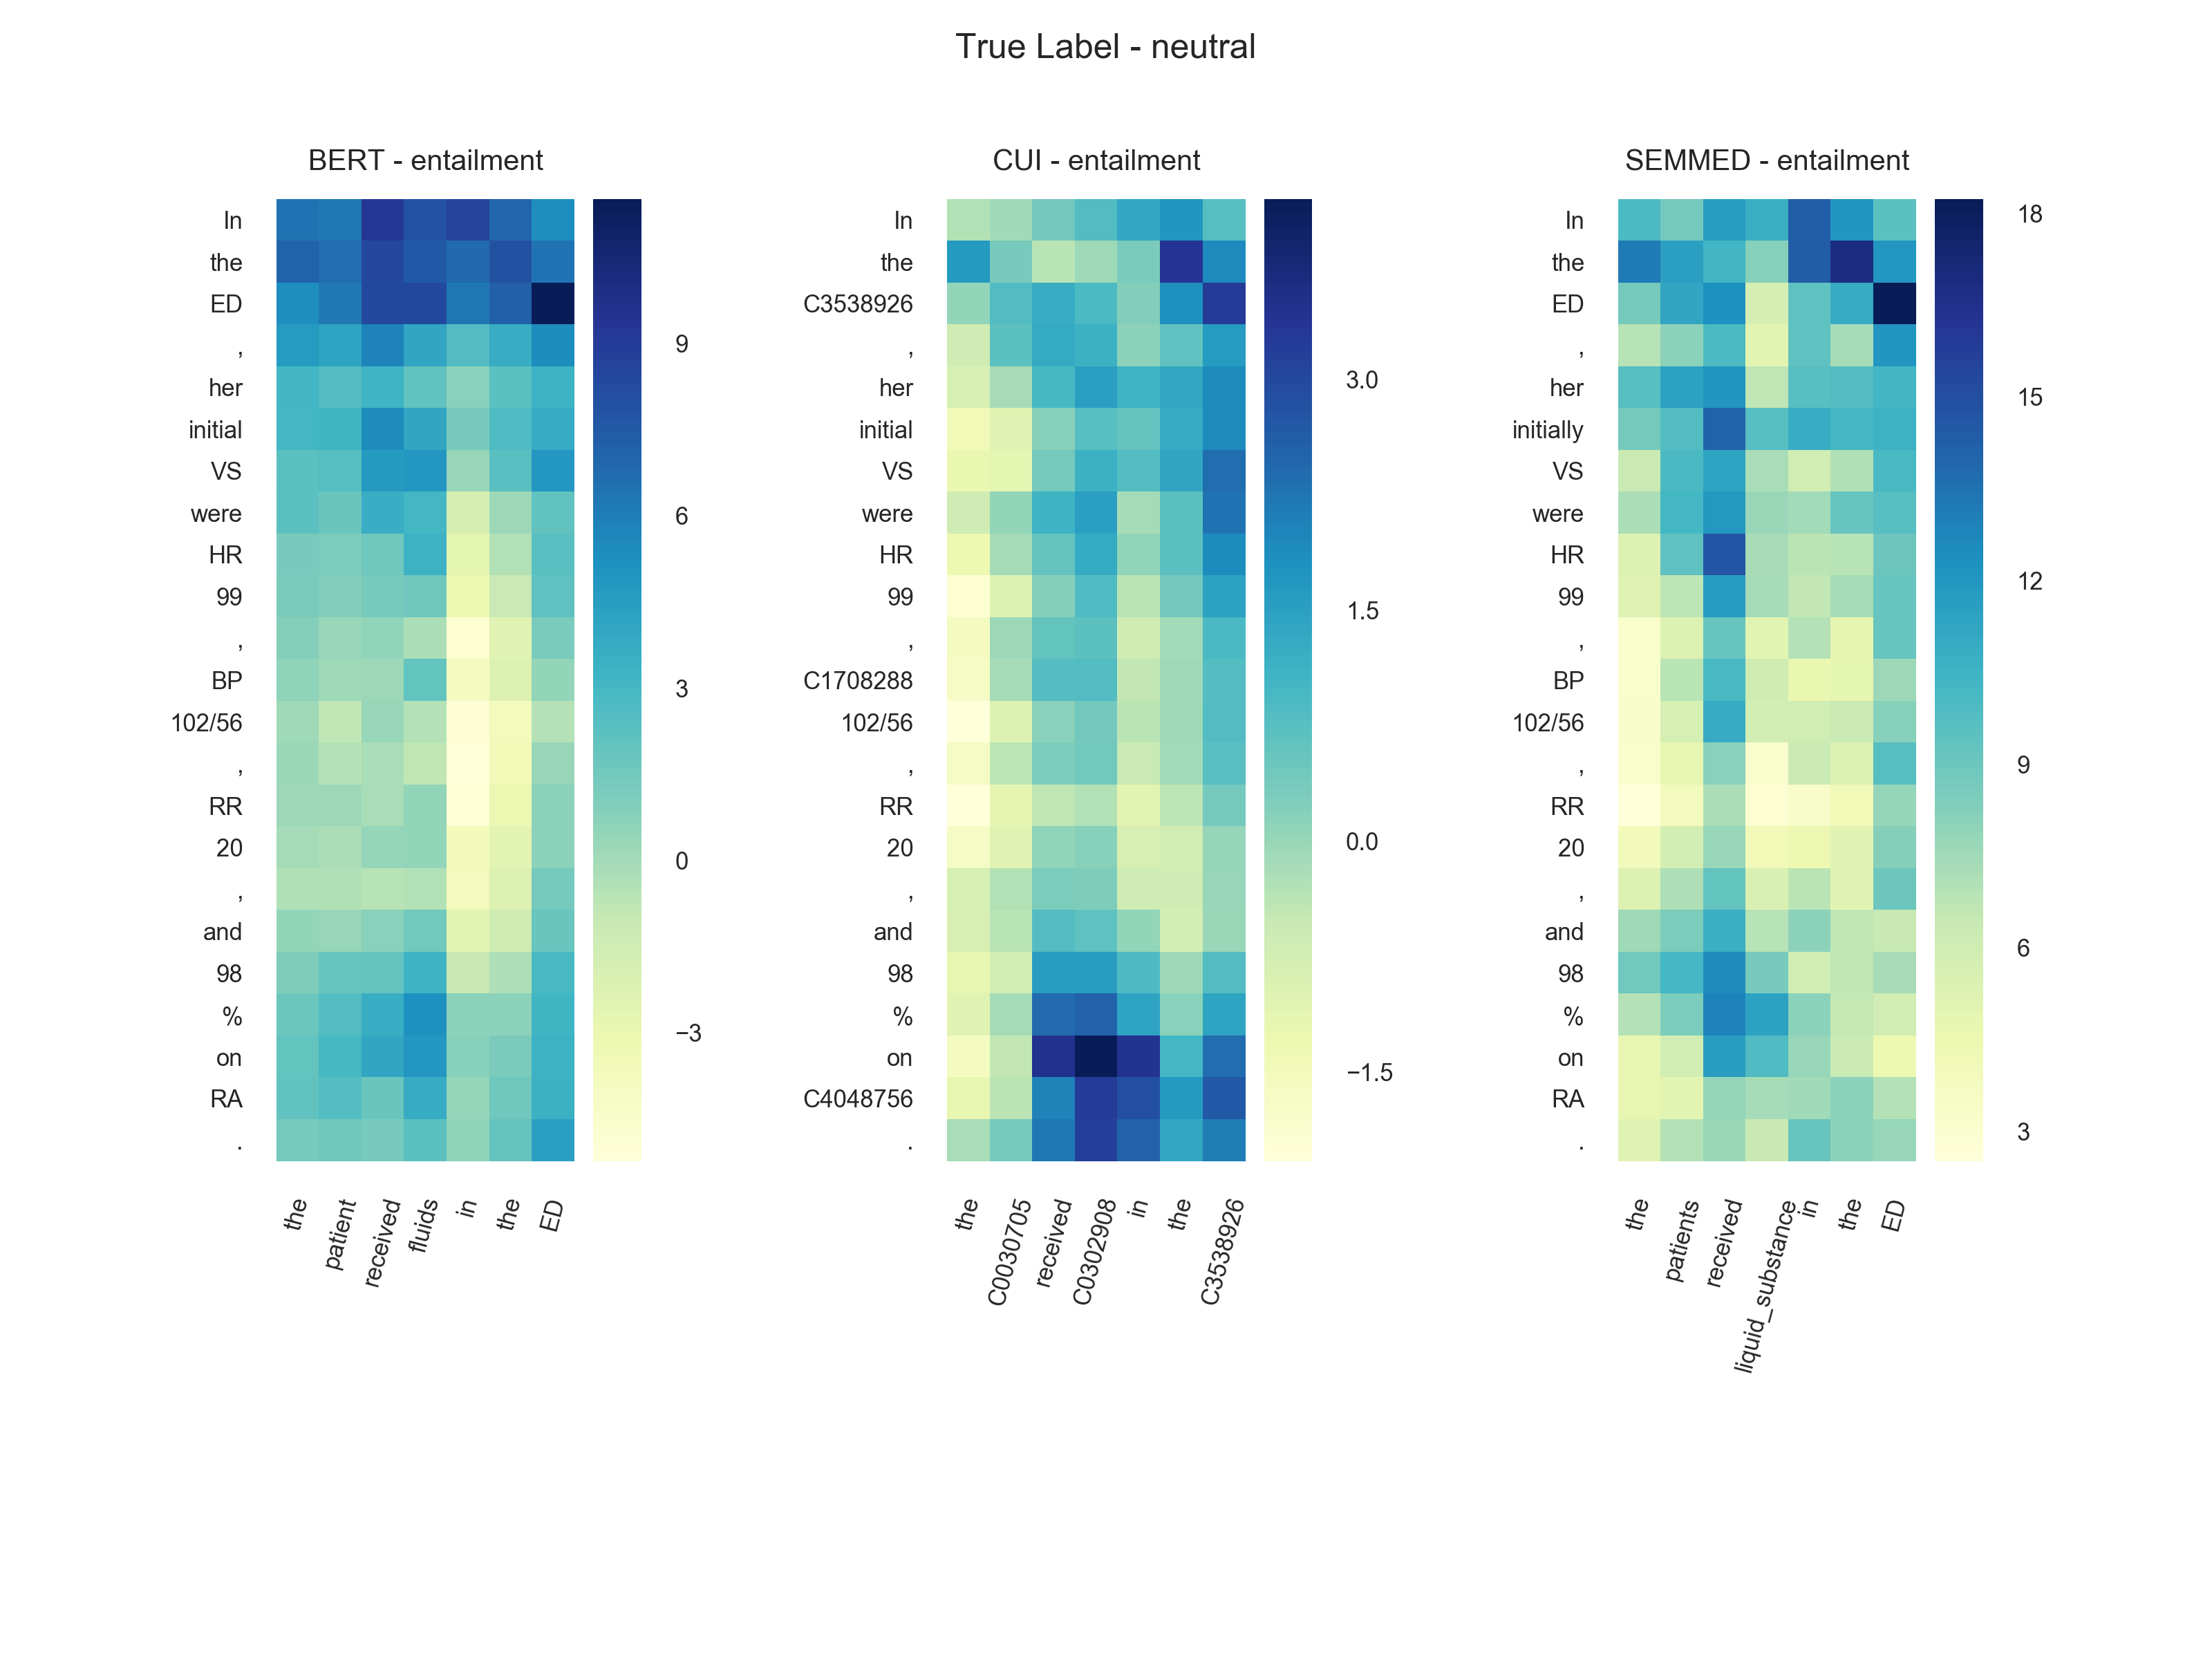 True Label - neutral
BERT - entailment
In
the
ED
,
her
initial
VS
were
HR
99
,
BP
102/56
,
RR
20
,
and
98
%
on
RA
.
the
patient
received
fluids
in
the
ED
9
6
3
0
−3
CUI - entailment
In
the
C3538926
,
her
initial
VS
were
HR
99
,
C1708288
102/56
,
RR
20
,
and
98
%
on
C4048756
.
the
C0030705
received
C0302908
in
the
C3538926
3.0
1.5
0.0
−1.5
SEMMED - entailment
In
the
ED
,
her
initially
VS
were
HR
99
,
BP
102/56
,
RR
20
,
and
98
%
on
RA
.
the
patients
received
liquid_substance
in
the
ED
18
15
12
9
6
3